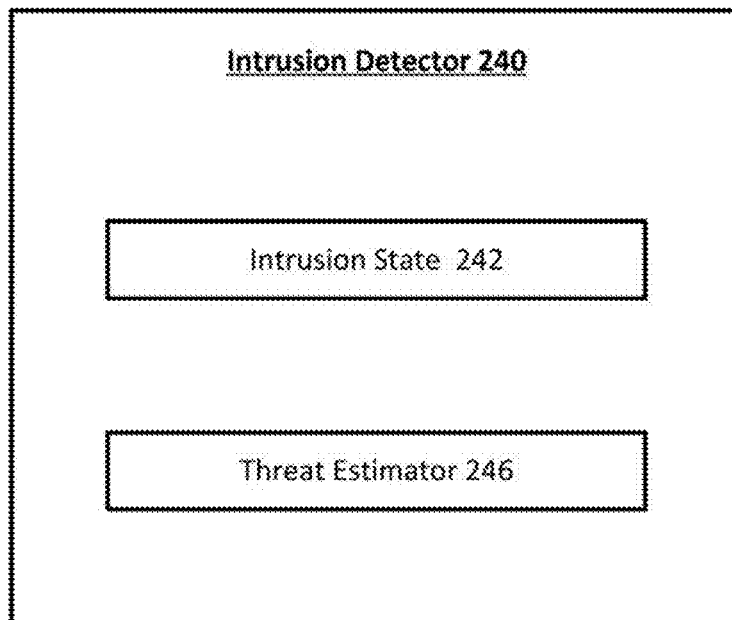 Intrusion Detector 240
Intrusion State 242
Threat Estimator 246